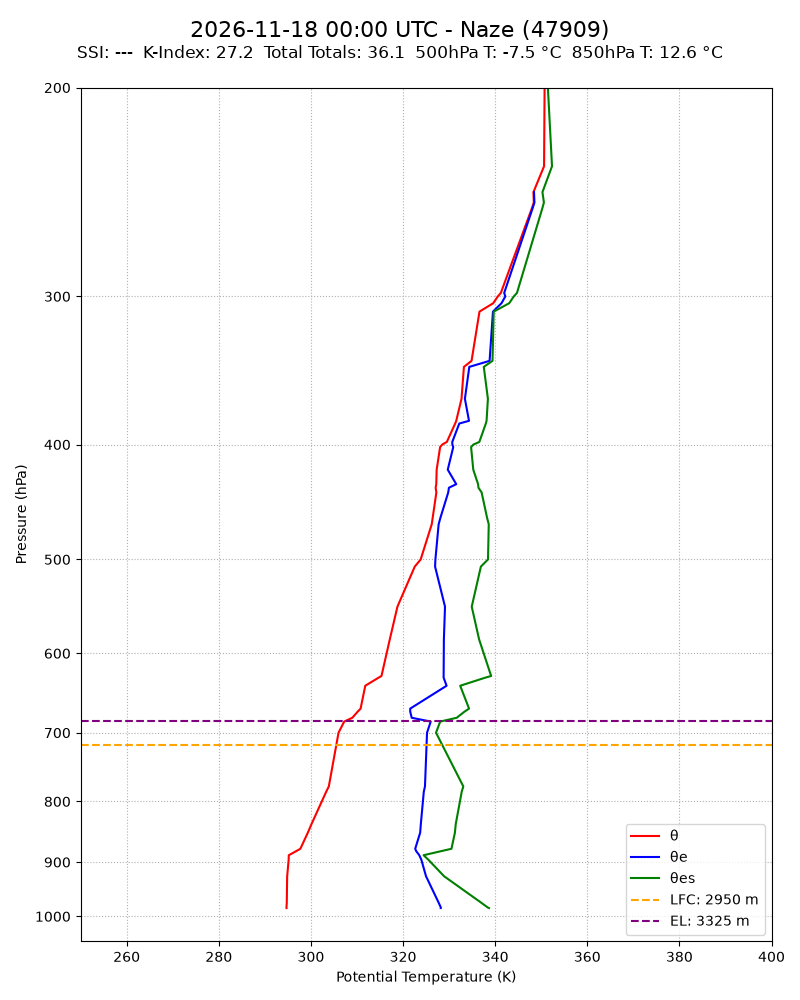 2026-11-18 00:00 UTC - Naze (47909)
SSI: ---  K-Index: 27.2  Total Totals: 36.1  500hPa T: -7.5 °C  850hPa T: 12.6 °C
200
300
400
500
600
700
800
900
1000
Pressure (hPa)
θ
θe
θes
LFC: 2950 m
EL: 3325 m
260
280
300
320
340
360
380
400
Potential Temperature (K)